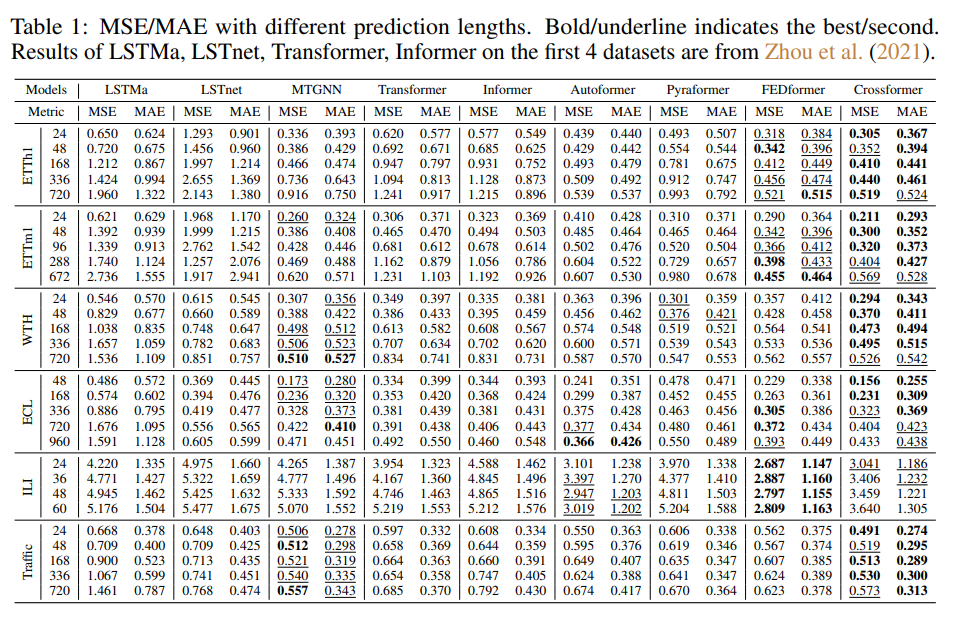 Table 1: MSE/MAE with different prediction lengths. Bold/underline indicates the best/second.
Results of LSTMa, LSTnet, Transformer, Informer on the first 4 datasets are from Zhou et al. (2021).
Models LSTMa LSTnet MTGNN Transformer Informer Autoformer Pyraformer FEDformer Crossformer
Metric MSE MAE MSE MAE MSE MAE MSE MAE MSE MAE MSE MAE MSE MAE MSE MAE MSE MAE
ETTh1
24 0.650 0.624 1.293 0.901 0.336 0.393 0.620 0.577 0.577 0.549 0.439 0.440 0.493 0.507 0.318 0.384 0.305 0.367
48 0.720 0.675 1.456 0.960 0.386 0.429 0.692 0.671 0.685 0.625 0.429 0.442 0.554 0.544 0.342 0.396 0.352 0.394
168 1.212 0.867 1.997 1.214 0.466 0.474 0.947 0.797 0.931 0.752 0.493 0.479 0.781 0.675 0.412 0.449 0.410 0.441
336 1.424 0.994 2.655 1.369 0.736 0.643 1.094 0.813 1.128 0.873 0.509 0.492 0.912 0.747 0.456 0.474 0.440 0.461
720 1.960 1.322 2.143 1.380 0.916 0.750 1.241 0.917 1.215 0.896 0.539 0.537 0.993 0.792 0.521 0.515 0.519 0.524
ETTm1
24 0.621 0.629 1.968 1.170 0.260 0.324 0.306 0.371 0.323 0.369 0.410 0.428 0.310 0.371 0.290 0.364 0.211 0.293
48 1.392 0.939 1.999 1.215 0.386 0.408 0.465 0.470 0.494 0.503 0.485 0.464 0.465 0.464 0.342 0.396 0.300 0.352
96 1.339 0.913 2.762 1.542 0.428 0.446 0.681 0.612 0.678 0.614 0.502 0.476 0.520 0.504 0.366 0.412 0.320 0.373
288 1.740 1.124 1.257 2.076 0.469 0.488 1.162 0.879 1.056 0.786 0.604 0.522 0.729 0.657 0.398 0.433 0.404 0.427
672 2.736 1.555 1.917 2.941 0.620 0.571 1.231 1.103 1.192 0.926 0.607 0.530 0.980 0.678 0.455 0.464 0.569 0.528
WTH
24 0.546 0.570 0.615 0.545 0.307 0.356 0.349 0.397 0.335 0.381 0.363 0.396 0.301 0.359 0.357 0.412 0.294 0.343
48 0.829 0.677 0.660 0.589 0.388 0.422 0.386 0.433 0.395 0.459 0.456 0.462 0.376 0.421 0.428 0.458 0.370 0.411
168 1.038 0.835 0.748 0.647 0.498 0.512 0.613 0.582 0.608 0.567 0.574 0.548 0.519 0.521 0.564 0.541 0.473 0.494
336 1.657 1.059 0.782 0.683 0.506 0.523 0.707 0.634 0.702 0.620 0.600 0.571 0.539 0.543 0.533 0.536 0.495 0.515
720 1.536 1.109 0.851 0.757 0.510 0.527 0.834 0.741 0.831 0.731 0.587 0.570 0.547 0.553 0.562 0.557 0.526 0.542
ECL
48 0.486 0.572 0.369 0.445 0.173 0.280 0.334 0.399 0.344 0.393 0.241 0.351 0.478 0.471 0.229 0.338 0.156 0.255
168 0.574 0.602 0.394 0.476 0.236 0.320 0.353 0.420 0.368 0.424 0.299 0.387 0.452 0.455 0.263 0.361 0.231 0.309
336 0.886 0.795 0.419 0.477 0.328 0.373 0.381 0.439 0.381 0.431 0.375 0.428 0.463 0.456 0.305 0.386 0.323 0.369
720 1.676 1.095 0.556 0.565 0.422 0.410 0.391 0.438 0.406 0.443 0.377 0.434 0.480 0.461 0.372 0.434 0.404 0.423
960 1.591 1.128 0.605 0.599 0.471 0.451 0.492 0.550 0.460 0.548 0.366 0.426 0.550 0.489 0.393 0.449 0.433 0.438
ILI
24 4.220 1.335 4.975 1.660 4.265 1.387 3.954 1.323 4.588 1.462 3.101 1.238 3.970 1.338 2.687 1.147 3.041 1.186
36 4.771 1.427 5.322 1.659 4.777 1.496 4.167 1.360 4.845 1.496 3.397 1.270 4.377 1.410 2.887 1.160 3.406 1.232
48 4.945 1.462 5.425 1.632 5.333 1.592 4.746 1.463 4.865 1.516 2.947 1.203 4.811 1.503 2.797 1.155 3.459 1.221
60 5.176 1.504 5.477 1.675 5.070 1.552 5.219 1.553 5.212 1.576 3.019 1.202 5.204 1.588 2.809 1.163 3.640 1.305
Traffic
24 0.668 0.378 0.648 0.403 0.506 0.278 0.597 0.332 0.608 0.334 0.550 0.363 0.606 0.338 0.562 0.375 0.491 0.274
48 0.709 0.400 0.709 0.425 0.512 0.298 0.658 0.369 0.644 0.359 0.595 0.376 0.619 0.346 0.567 0.374 0.519 0.295
168 0.900 0.523 0.713 0.435 0.521 0.319 0.664 0.363 0.660 0.391 0.649 0.407 0.635 0.347 0.607 0.385 0.513 0.289
336 1.067 0.599 0.741 0.451 0.540 0.335 0.654 0.358 0.747 0.405 0.624 0.388 0.641 0.347 0.624 0.389 0.530 0.300
720 1.461 0.787 0.768 0.474 0.557 0.343 0.685 0.370 0.792 0.430 0.674 0.417 0.670 0.364 0.623 0.378 0.573 0.313